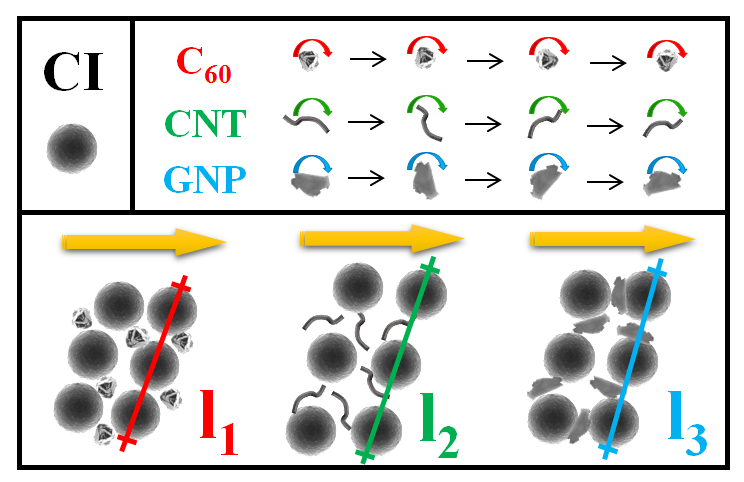 CI
C₆₀
CNT
GNP
l₁
l₂
l₃